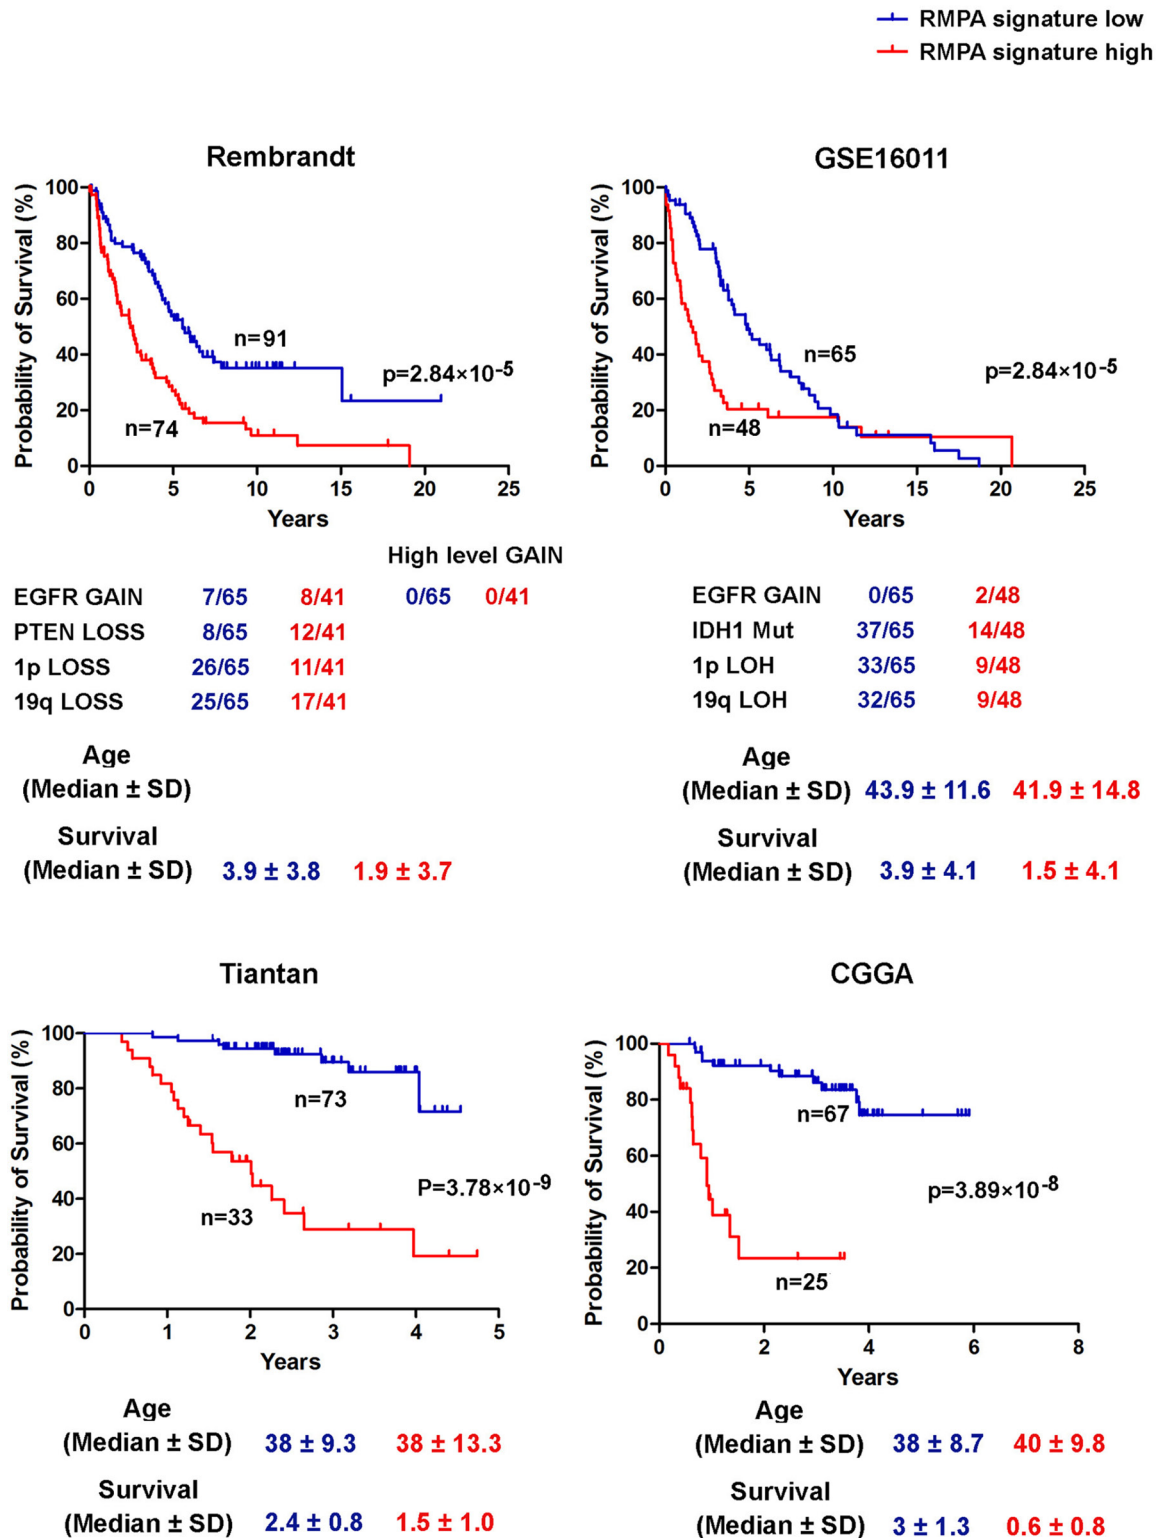 RMPA signature low
RMPA signature high
Rembrandt
Probability of Survival (%)
100
80
60
40
20
0
n=91
n=74
p=2.84×10-5
0 5 10 15 20 25
Years
GSE16011
Probability of Survival (%)
100
80
60
40
20
0
n=65
n=48
p=2.84×10-5
0 5 10 15 20 25
Years
High level GAIN
EGFR GAIN 7/65 8/41 0/65 0/41
PTEN LOSS 8/65 12/41
1p LOSS 26/65 11/41
19q LOSS 25/65 17/41
Age
(Median ± SD)
Survival
(Median ± SD) 3.9 ± 3.8 1.9 ± 3.7
EGFR GAIN 0/65 2/48
IDH1 Mut 37/65 14/48
1p LOH 33/65 9/48
19q LOH 32/65 9/48
Age
(Median ± SD) 43.9 ± 11.6 41.9 ± 14.8
Survival
(Median ± SD) 3.9 ± 4.1 1.5 ± 4.1
Tiantan
Probability of Survival (%)
100
80
60
40
20
0
n=73
n=33
P=3.78×10-9
0 1 2 3 4 5
Years
Age
(Median ± SD) 38 ± 9.3 38 ± 13.3
Survival
(Median ± SD) 2.4 ± 0.8 1.5 ± 1.0
CGGA
Probability of Survival (%)
100
80
60
40
20
0
n=67
n=25
p=3.89×10-8
0 2 4 6 8
Years
Age
(Median ± SD) 38 ± 8.7 40 ± 9.8
Survival
(Median ± SD) 3 ± 1.3 0.6 ± 0.8